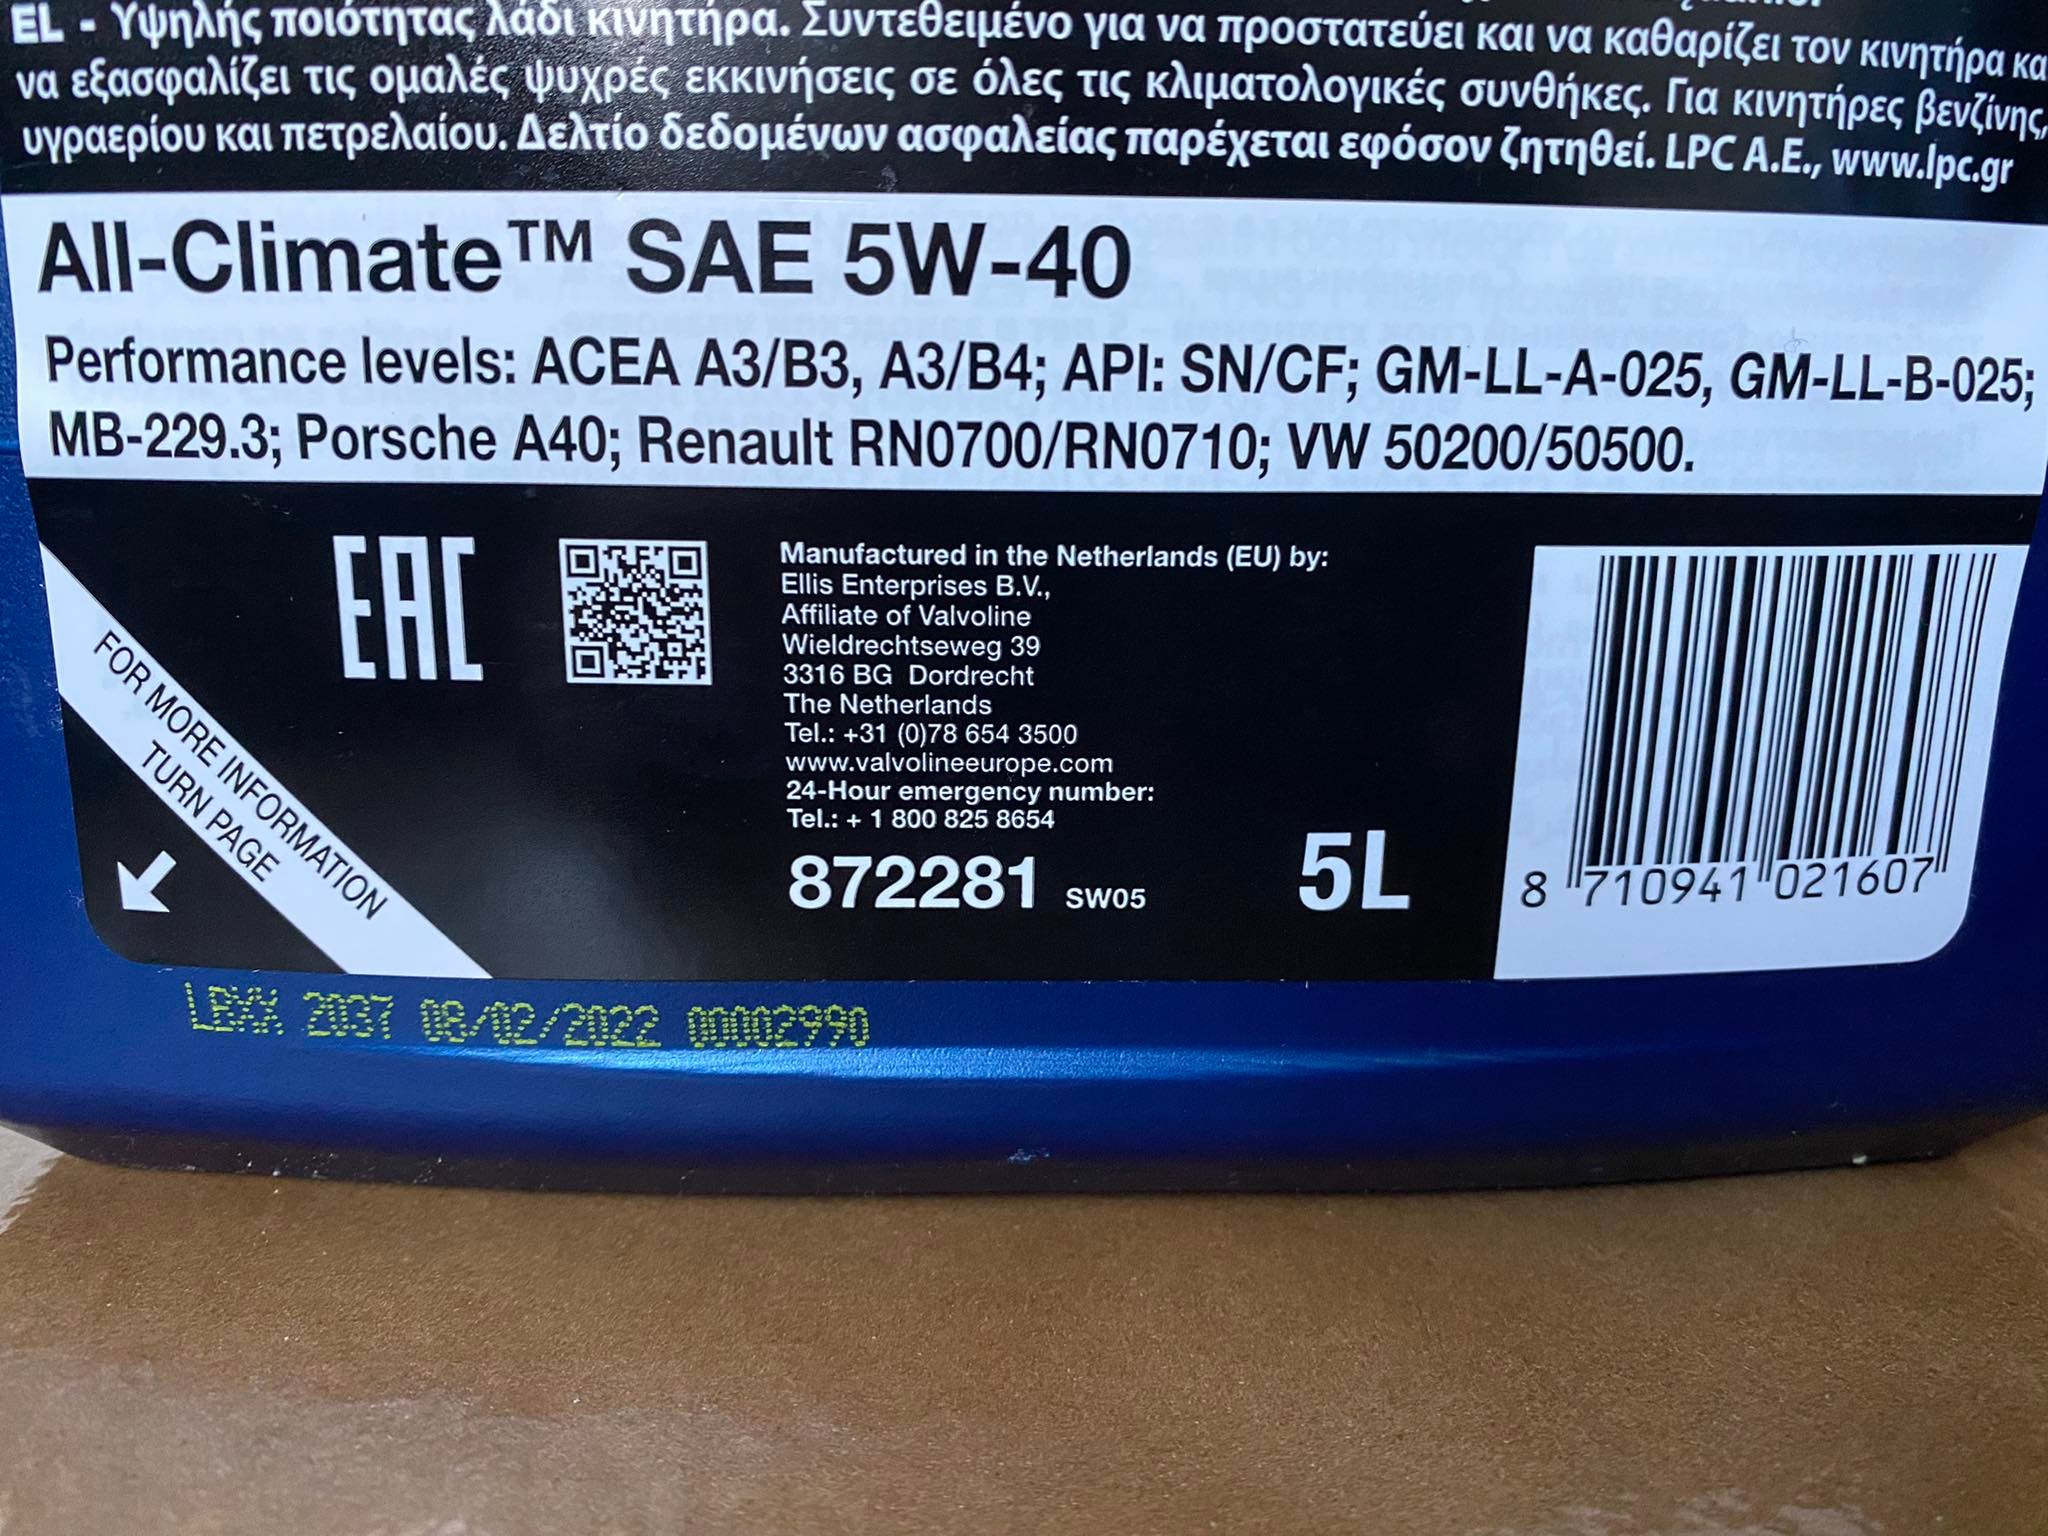 EL - Υψηλής ποιότητας λάδι κινητήρα. Συντεθειμένο για να προστατεύει και να καθαρίζει τον κινητήρα κα
να εξασφαλίζει τις ομαλές ψυχρές εκκινήσεις σε όλες τις κλιματολογικές συνθήκες. Για κινητήρες βενζίνης,
υγραερίου και πετρελαίου. Δελτίο δεδομένων ασφαλείας παρέχεται εφόσον ζητηθεί. LPC A.E., www.lpc.gr
All-Climate™ SAE 5W-40
Performance levels: ACEA A3/B3, A3/B4; API: SN/CF; GM-LL-A-025, GM-LL-B-025;
MB-229.3; Porsche A40; Renault RN0700/RN0710; VW 50200/50500.
EAC
Manufactured in the Netherlands (EU) by:
Ellis Enterprises B.V.,
Affiliate of Valvoline
Wieldrechtseweg 39
3316 BG Dordrecht
The Netherlands
Tel.: +31 (0)78 654 3500
www.valvolineeurope.com
24-Hour emergency number:
Tel.: + 1 800 825 8654
872281 SW05
5L
8 710941 021607
FOR MORE INFORMATION
TURN PAGE
2037 08/02/2022 00002990